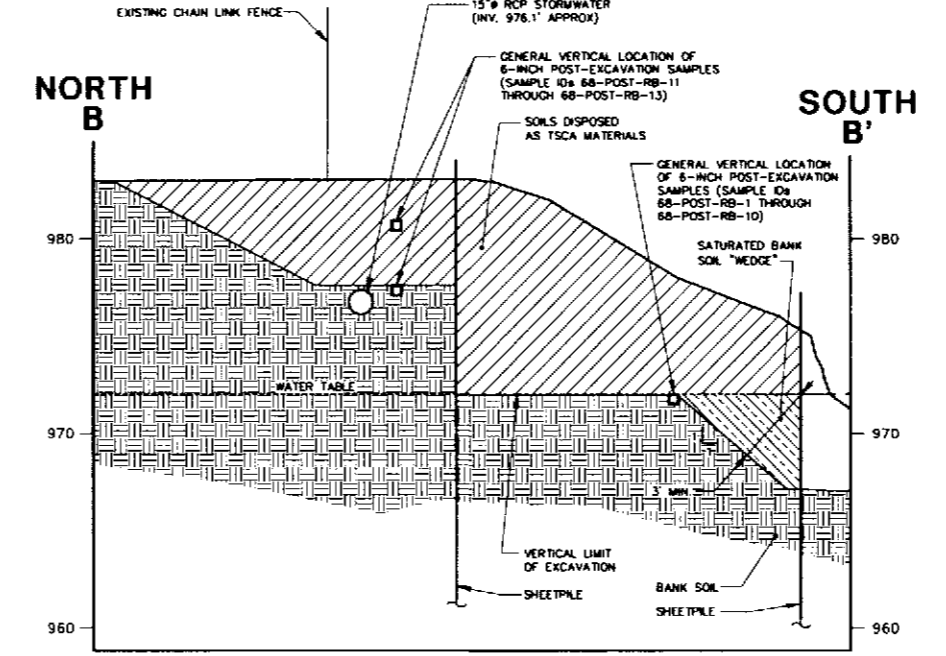 EXISTING CHAIN LINK FENCE
15"ø RCP STORMWATER
(INV. 976.1' APPROX)
GENERAL VERTICAL LOCATION OF
6-INCH POST-EXCAVATION SAMPLES
(SAMPLE IDs 68-POST-RB-11
THROUGH 68-POST-RB-13)
NORTH
B
SOUTH
B'
SOILS DISPOSED
AS TSCA MATERIALS
GENERAL VERTICAL LOCATION
OF 6-INCH POST-EXCAVATION
SAMPLES (SAMPLE IDs
68-POST-RB-1 THROUGH
68-POST-RB-10)
980
980
SATURATED BANK
SOIL "WEDGE"
WATER TABLE
970
970
3' MIN.
VERTICAL LIMIT
OF EXCAVATION
BANK SOIL
SHEETPILE
SHEETPILE
960
960